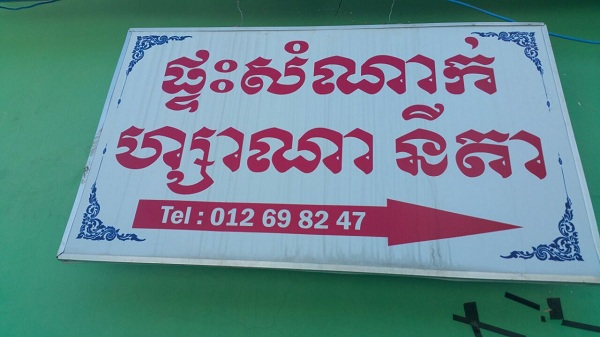 ផ្ទះសំណាក់
ហ្សាណា នីតា
Tel : 012 69 82 47